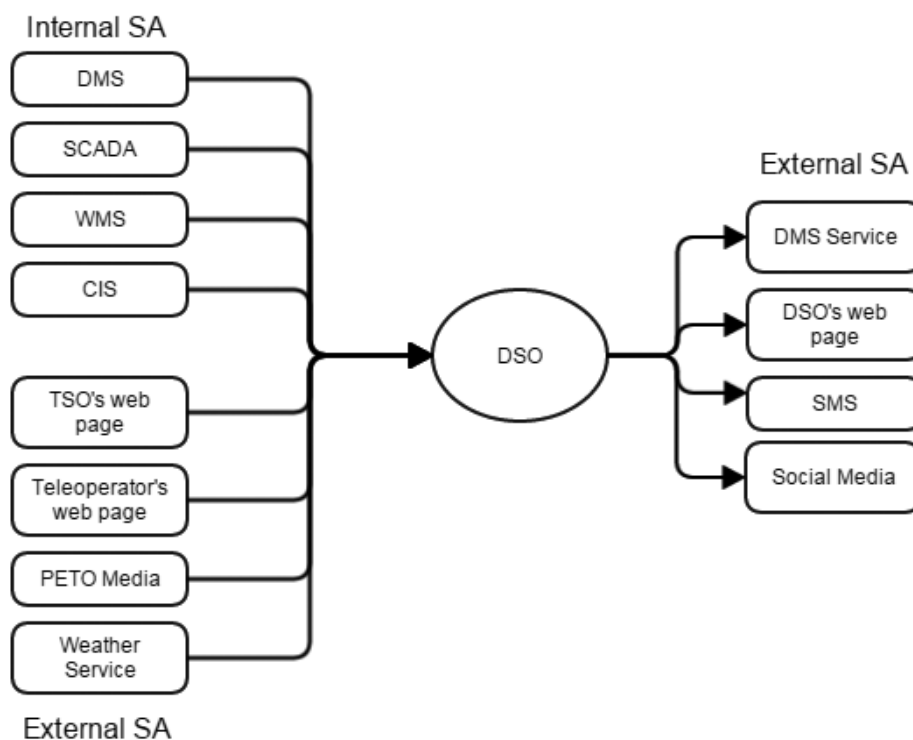 Internal SA
DMS
SCADA
WMS
CIS
TSO's web
page
Teleoperator's
web page
PETO Media
Weather
Service
External SA
DSO
External SA
DMS Service
DSO's web
page
SMS
Social Media